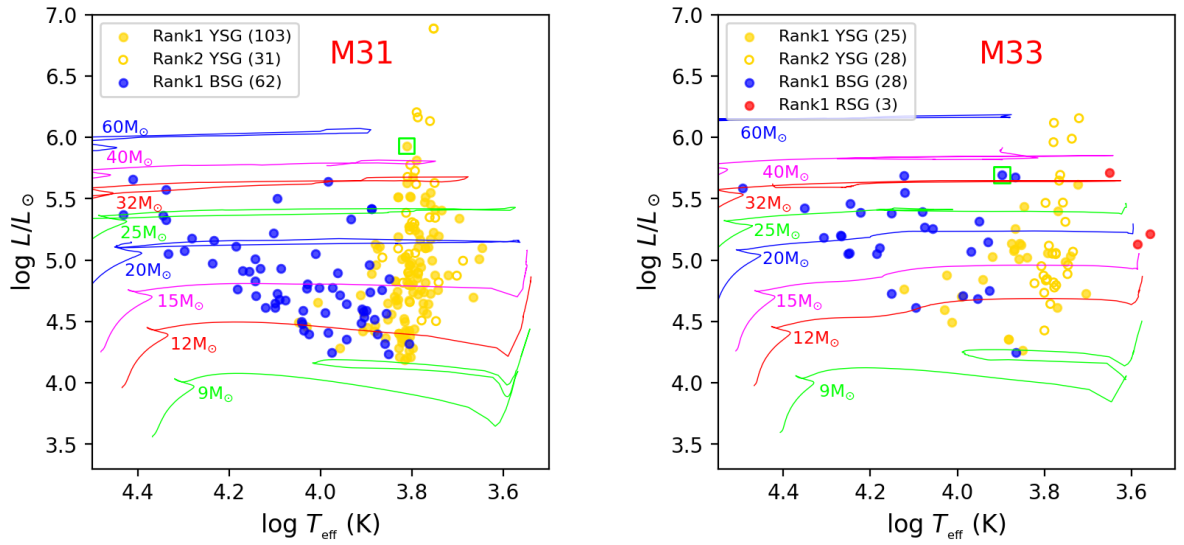 M31
Rank1 YSG (103)
Rank2 YSG (31)
Rank1 BSG (62)
7.0
6.5
6.0
5.5
5.0
4.5
4.0
3.5
log L/L⊙
60M⊙
40M⊙
32M⊙
25M⊙
20M⊙
15M⊙
12M⊙
9M⊙
4.4 4.2 4.0 3.8 3.6
log Teff (K)
M33
Rank1 YSG (25)
Rank2 YSG (28)
Rank1 BSG (28)
Rank1 RSG (3)
7.0
6.5
6.0
5.5
5.0
4.5
4.0
3.5
log L/L⊙
60M⊙
40M⊙
32M⊙
25M⊙
20M⊙
15M⊙
12M⊙
9M⊙
4.4 4.2 4.0 3.8 3.6
log Teff (K)